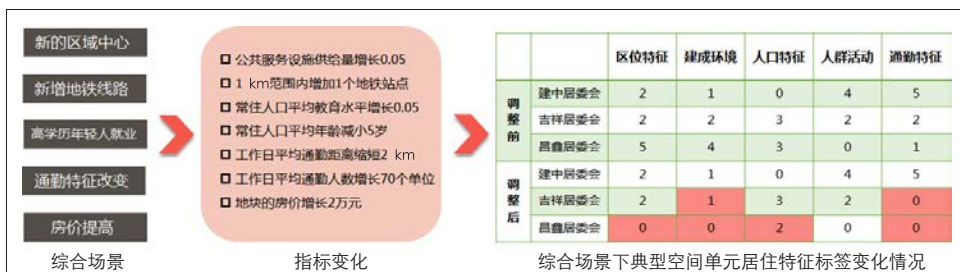 新的区域中心
新增地铁线路
高学历年轻人就业
通勤特征改变
房价提高
综合场景
公共服务设施供给量增长0.05
1 km范围内增加1个地铁站点
常住人口平均教育水平增长0.05
常住人口平均年龄减小5岁
工作日平均通勤距离缩短2 km
工作日平均通勤人数增长70个单位
地块的房价增长2万元
指标变化
区位特征 建成环境 人口特征 人群活动 通勤特征
调整前
建中居委会 2 1 0 4 5
吉祥居委会 2 2 3 2 2
昌鑫居委会 5 4 3 0 1
调整后
建中居委会 2 1 0 4 5
吉祥居委会 2 1 3 2 0
昌鑫居委会 0 0 2 0 0
综合场景下典型空间单元居住特征标签变化情况